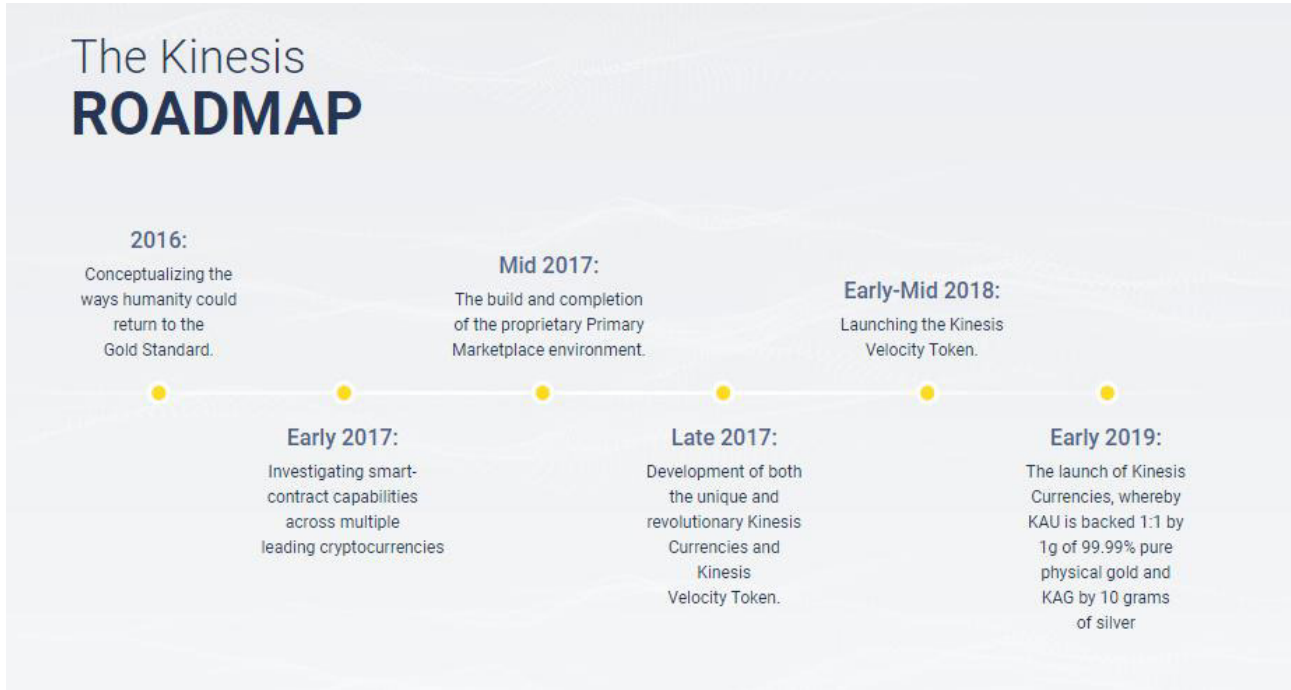 The Kinesis
ROADMAP
2016:
Conceptualizing the
ways humanity could
return to the
Gold Standard.
Early 2017:
Investigating smart-
contract capabilities
across multiple
leading cryptocurrencies
Mid 2017:
The build and completion
of the proprietary Primary
Marketplace environment.
Late 2017:
Development of both
the unique and
revolutionary Kinesis
Currencies and
Kinesis
Velocity Token.
Early-Mid 2018:
Launching the Kinesis
Velocity Token.
Early 2019:
The launch of Kinesis
Currencies, whereby
KAU is backed 1:1 by
1g of 99.99% pure
physical gold and
KAG by 10 grams
of silver